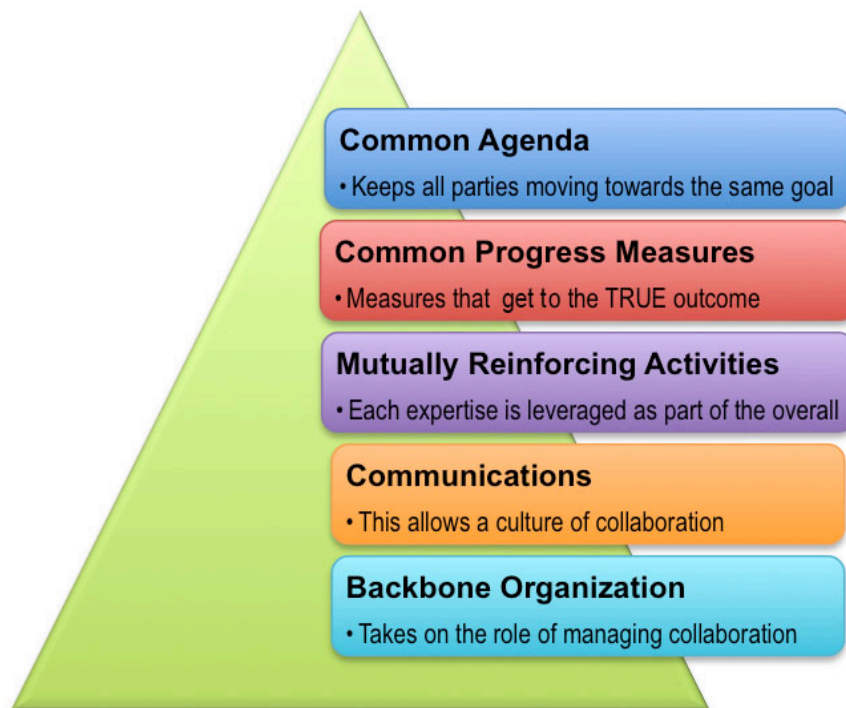 Common Agenda
• Keeps all parties moving towards the same goal
Common Progress Measures
• Measures that  get to the TRUE outcome
Mutually Reinforcing Activities
• Each expertise is leveraged as part of the overall
Communications
• This allows a culture of collaboration
Backbone Organization
• Takes on the role of managing collaboration